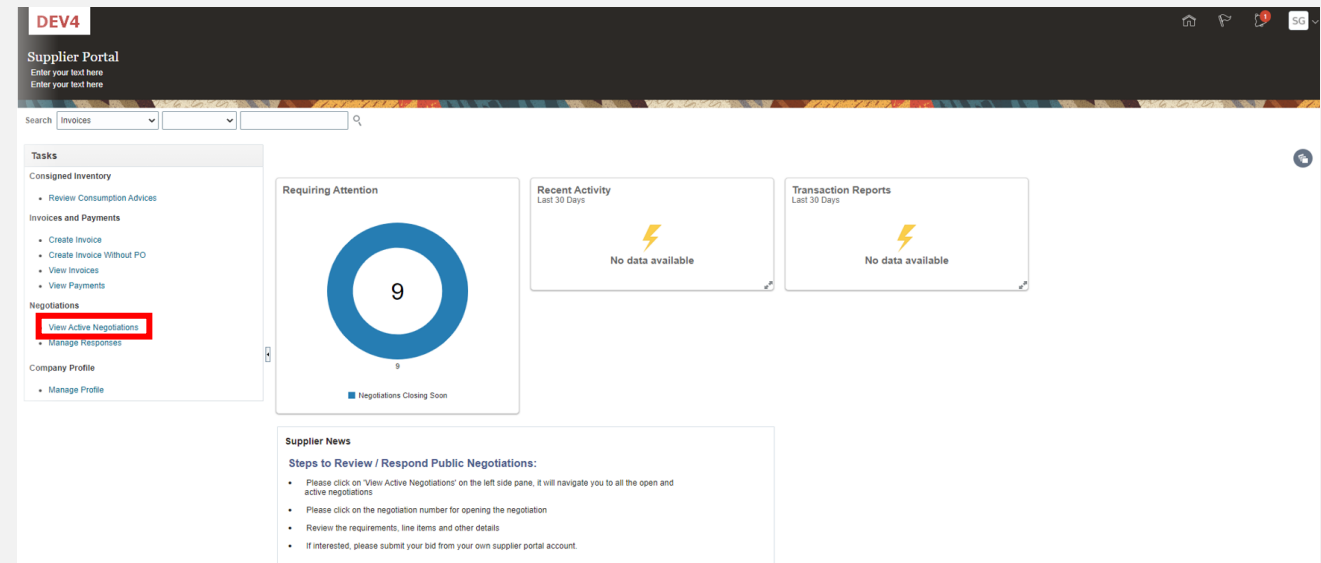 DEV4
1
SG
Supplier Portal
Enter your text here
Enter your text here
Search Invoices
Tasks
Consigned Inventory
• Review Consumption Advices
Invoices and Payments
• Create Invoice
• Create Invoice Without PO
• View Invoices
• View Payments
Negotiations
View Active Negotiations
• Manage Responses
Company Profile
• Manage Profile
Requiring Attention
9
9
Negotiations Closing Soon
Recent Activity
Last 30 Days
No data available
Transaction Reports
Last 30 Days
No data available
Supplier News
Steps to Review / Respond Public Negotiations:
• Please click on 'View Active Negotiations' on the left side pane, it will navigate you to all the open and
active negotiations
• Please click on the negotiation number for opening the negotiation
• Review the requirements, line items and other details
• If interested, please submit your bid from your own supplier portal account.